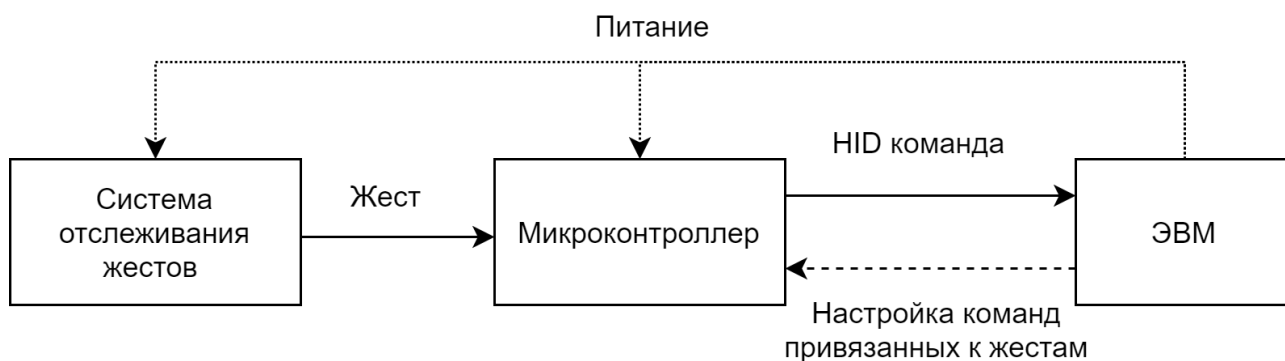 Питание
HID команда
Система
отслеживания
жестов
Жест
Микроконтроллер
ЭВМ
Настройка команд
привязанных к жестам